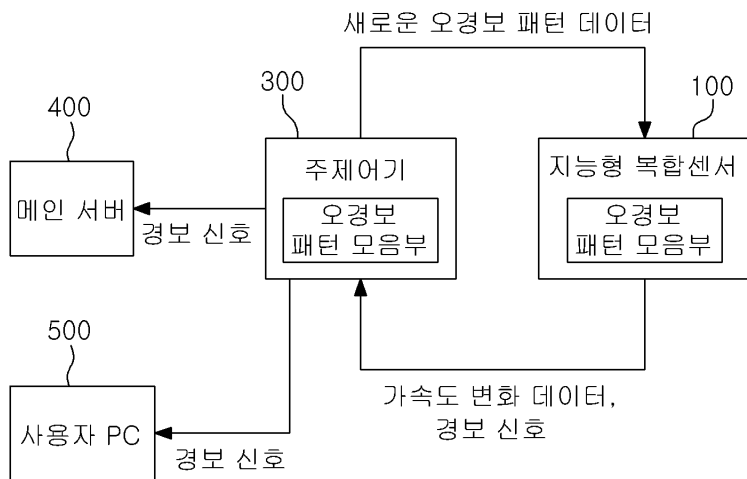 새로운 오경보 패턴 데이터
400
300
100
메인 서버
주제어기
지능형 복합센서
오경보
패턴 모음부
오경보
패턴 모음부
경보 신호
500
사용자 PC
경보 신호
가속도 변화 데이터,
경보 신호